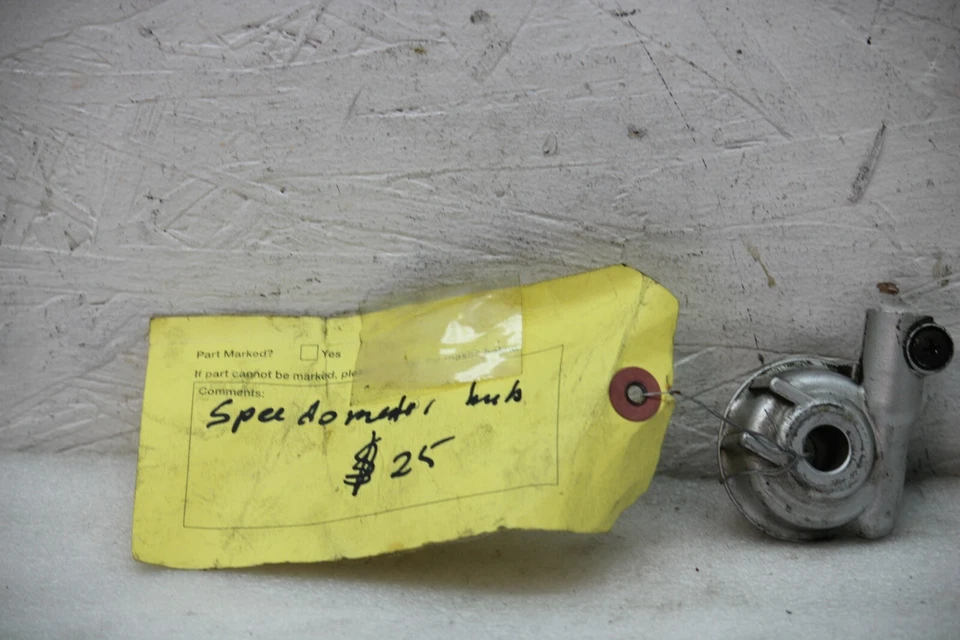 Part Marked? Yes
If part cannot be marked, ple
Comments:
Speedometer hub
$25